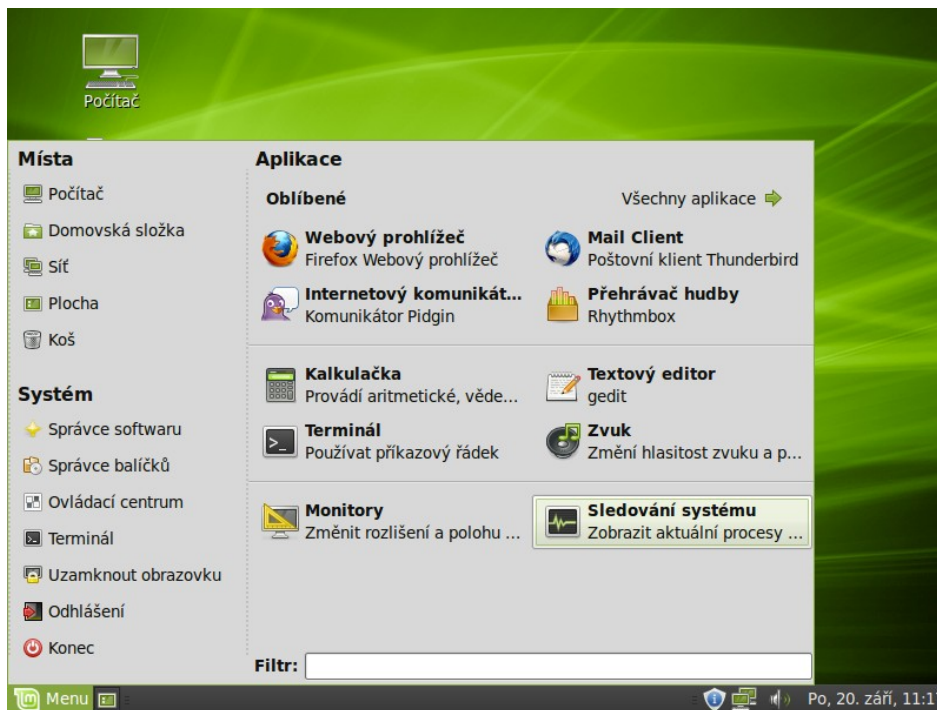 Počítač
Místa
Počítač
Domovská složka
Síť
Plocha
Koš
Systém
Správce softwaru
Správce balíčků
Ovládací centrum
Terminál
Uzamknout obrazovku
Odhlášení
Konec
Aplikace
Oblíbené
Všechny aplikace
Webový prohlížeč
Firefox Webový prohlížeč
Mail Client
Poštovní klient Thunderbird
Internetový komunikát...
Komunikátor Pidgin
Přehrávač hudby
Rhythmbox
Kalkulačka
Provádí aritmetické, věde...
Textový editor
gedit
Terminál
Používat příkazový řádek
Zvuk
Změní hlasitost zvuku a p...
Monitory
Změnit rozlišení a polohu ...
Sledování systému
Zobrazit aktuální procesy ...
Filtr:
Menu
Po, 20. září, 11:1